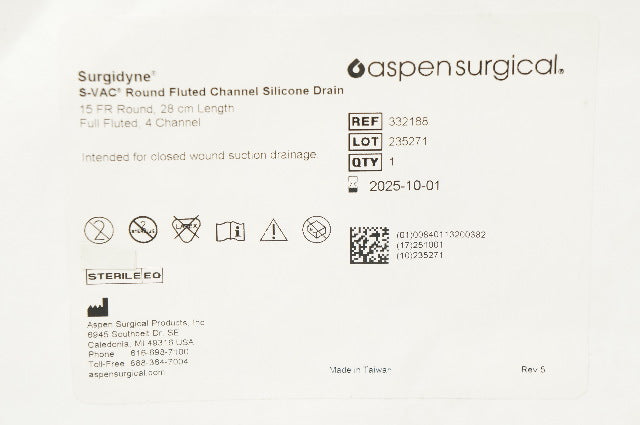 Surgidyne®
S-VAC® Round Fluted Channel Silicone Drain
15 FR Round, 28 cm Length
Full Fluted, 4 Channel
Intended for closed wound suction drainage.
aspensurgical®
REF 332188
LOT 235271
QTY 1
2025-10-01
2
LATEX
i
(01)00840113200382
(17)251001
(10)235271
STERILE EO
Aspen Surgical Products, Inc
6945 Southbelt Dr. SE
Caledonia, MI 49316 USA
Phone 616-698-7100
Toll-Free 888-364-7004
aspensurgical.com
Made in Taiwan
Rev 5